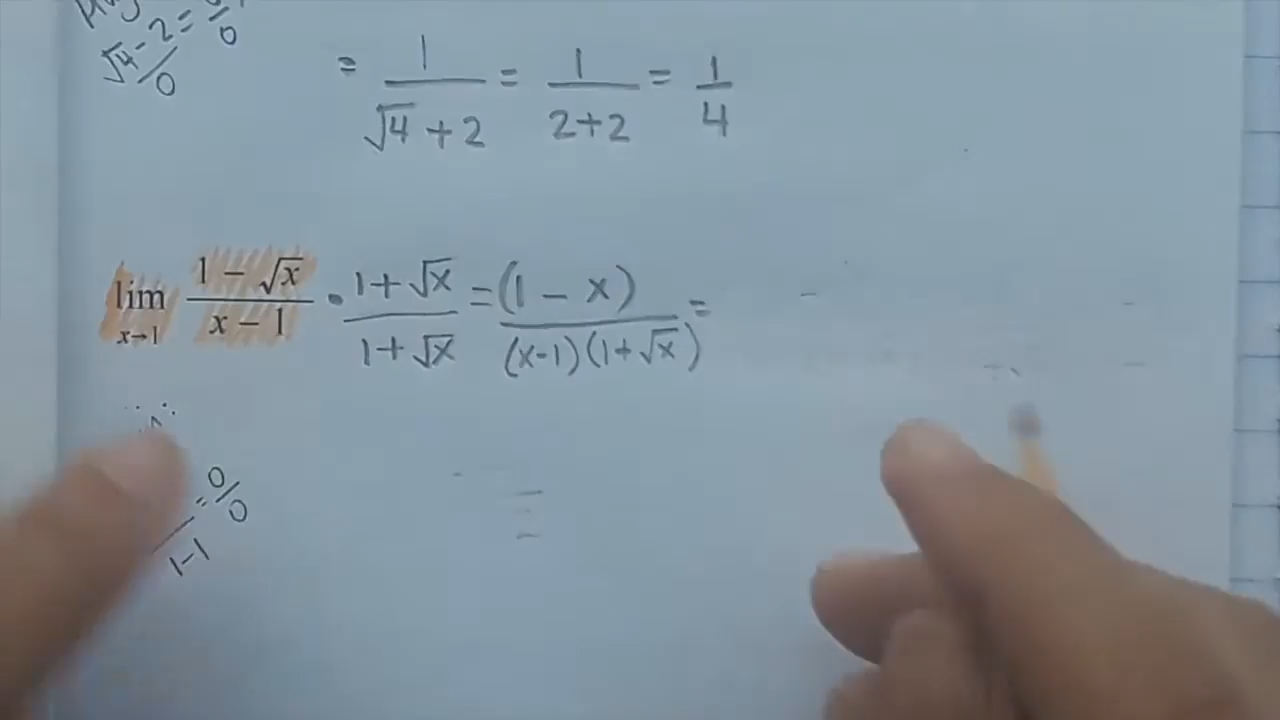 √4 - 2 = 0/0
= 1/(√4 + 2) = 1/(2+2) = 1/4
lim x→1 (1 - √x)/(x - 1) · (1+√x)/(1+√x) = (1 - x)/((x-1)(1+√x)) =
/(1-1) = 0/0